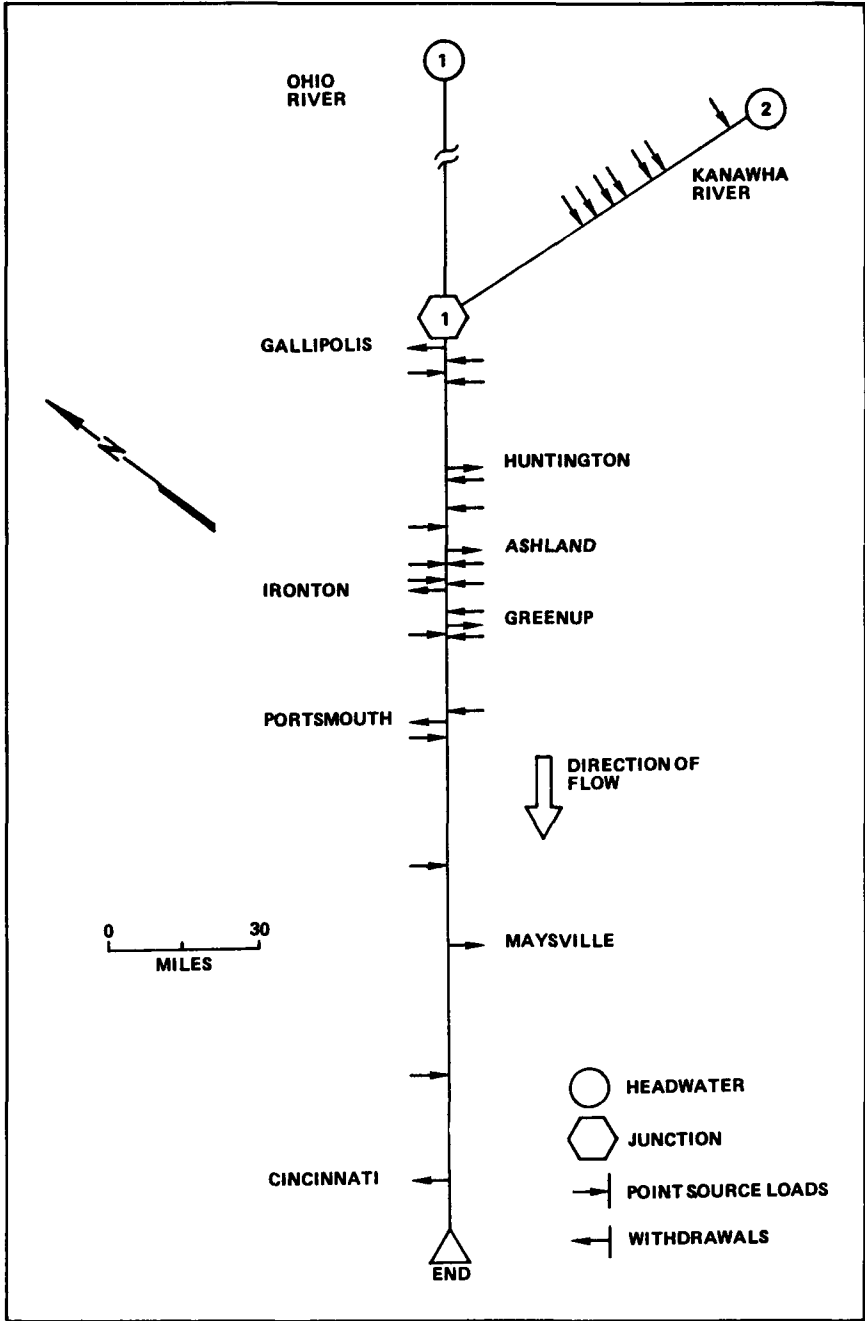 1
OHIO
RIVER
2
KANAWHA
RIVER
1
GALLIPOLIS
N
HUNTINGTON
ASHLAND
IRONTON
GREENUP
PORTSMOUTH
DIRECTION OF
FLOW
0 30
MILES
MAYSVILLE
HEADWATER
JUNCTION
CINCINNATI
POINT SOURCE LOADS
WITHDRAWALS
END